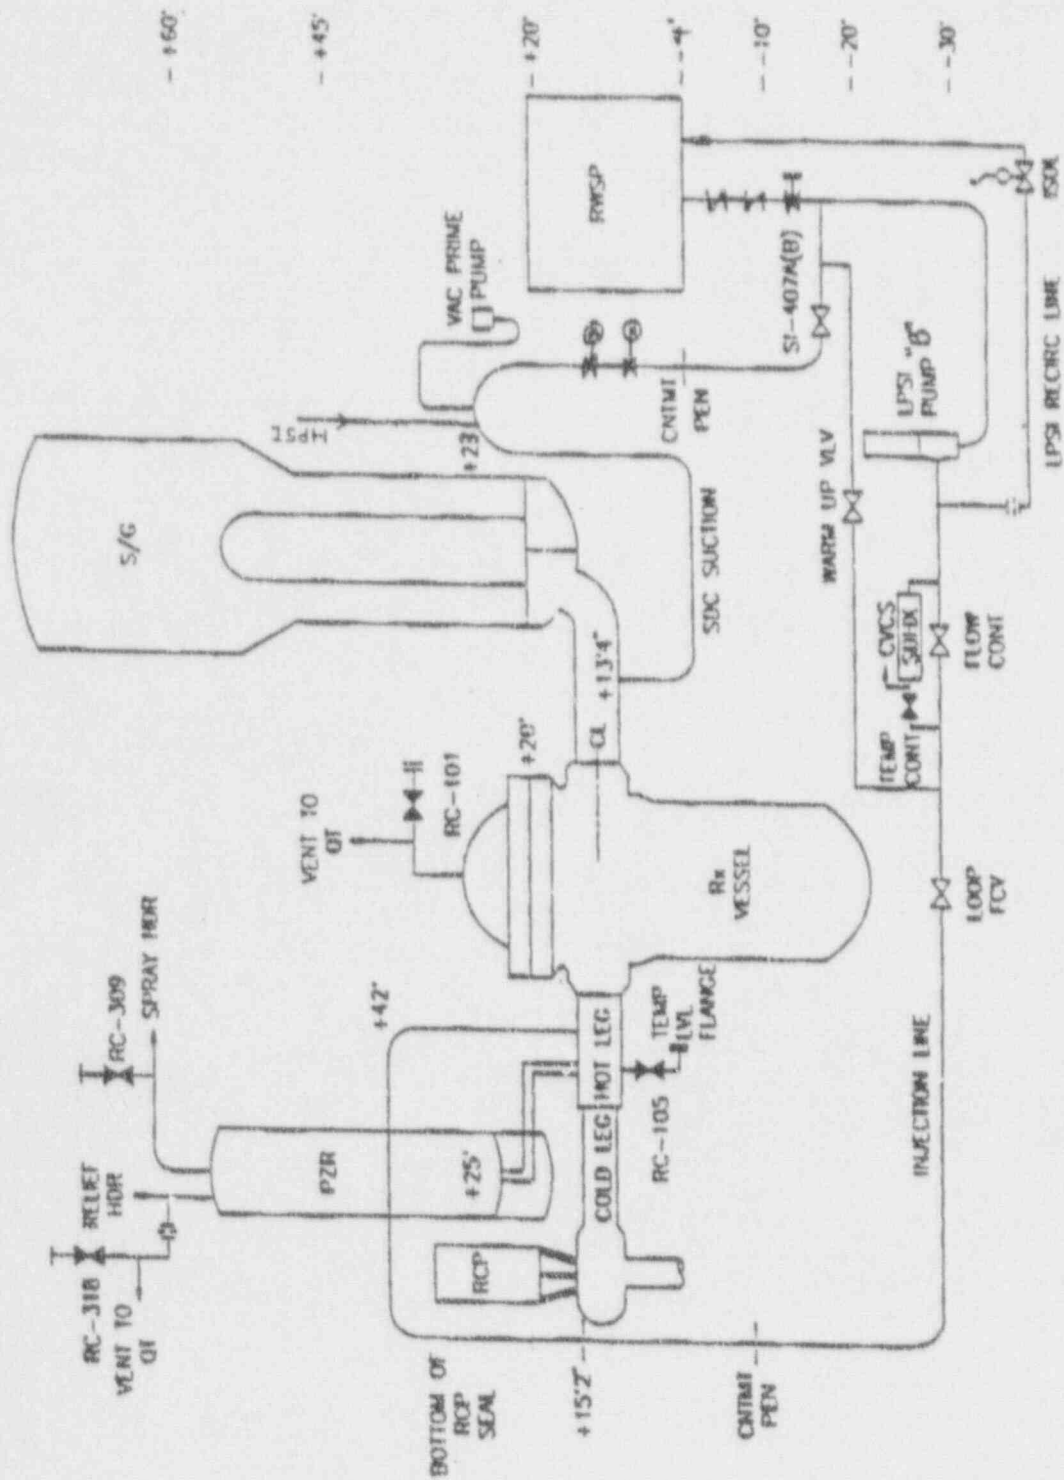 -- +60'
-- +45'
-- +20'
-- -4'
-- -10'
-- -20'
-- -30'
RC-318
VENT TO
QT
RELIEF
HDR
RC-309
SPRAY HDR
VENT TO
QT
RC-101
S/G
HPSI
+23'
VAC PRIME
PUMP
RWSP
+42'
PZR
+25'
RCP
BOTTOM OF
RCP
SEAL
+15'2"
COLD LEG
HOT LEG
RC-105
TEMP
LVL
FLANGE
+20'
CL
+13'4"
Rx
VESSEL
SDC SUCTION
CNTMT
PEN
SI-407A(B)
WARM UP VLV
LPSI
PUMP "B"
CNTMT
PEN
INJECTION LINE
LOOP
FCV
TEMP
CONT
CVCS
SDHX
FLOW
CONT
LPSI RECIRC LINE